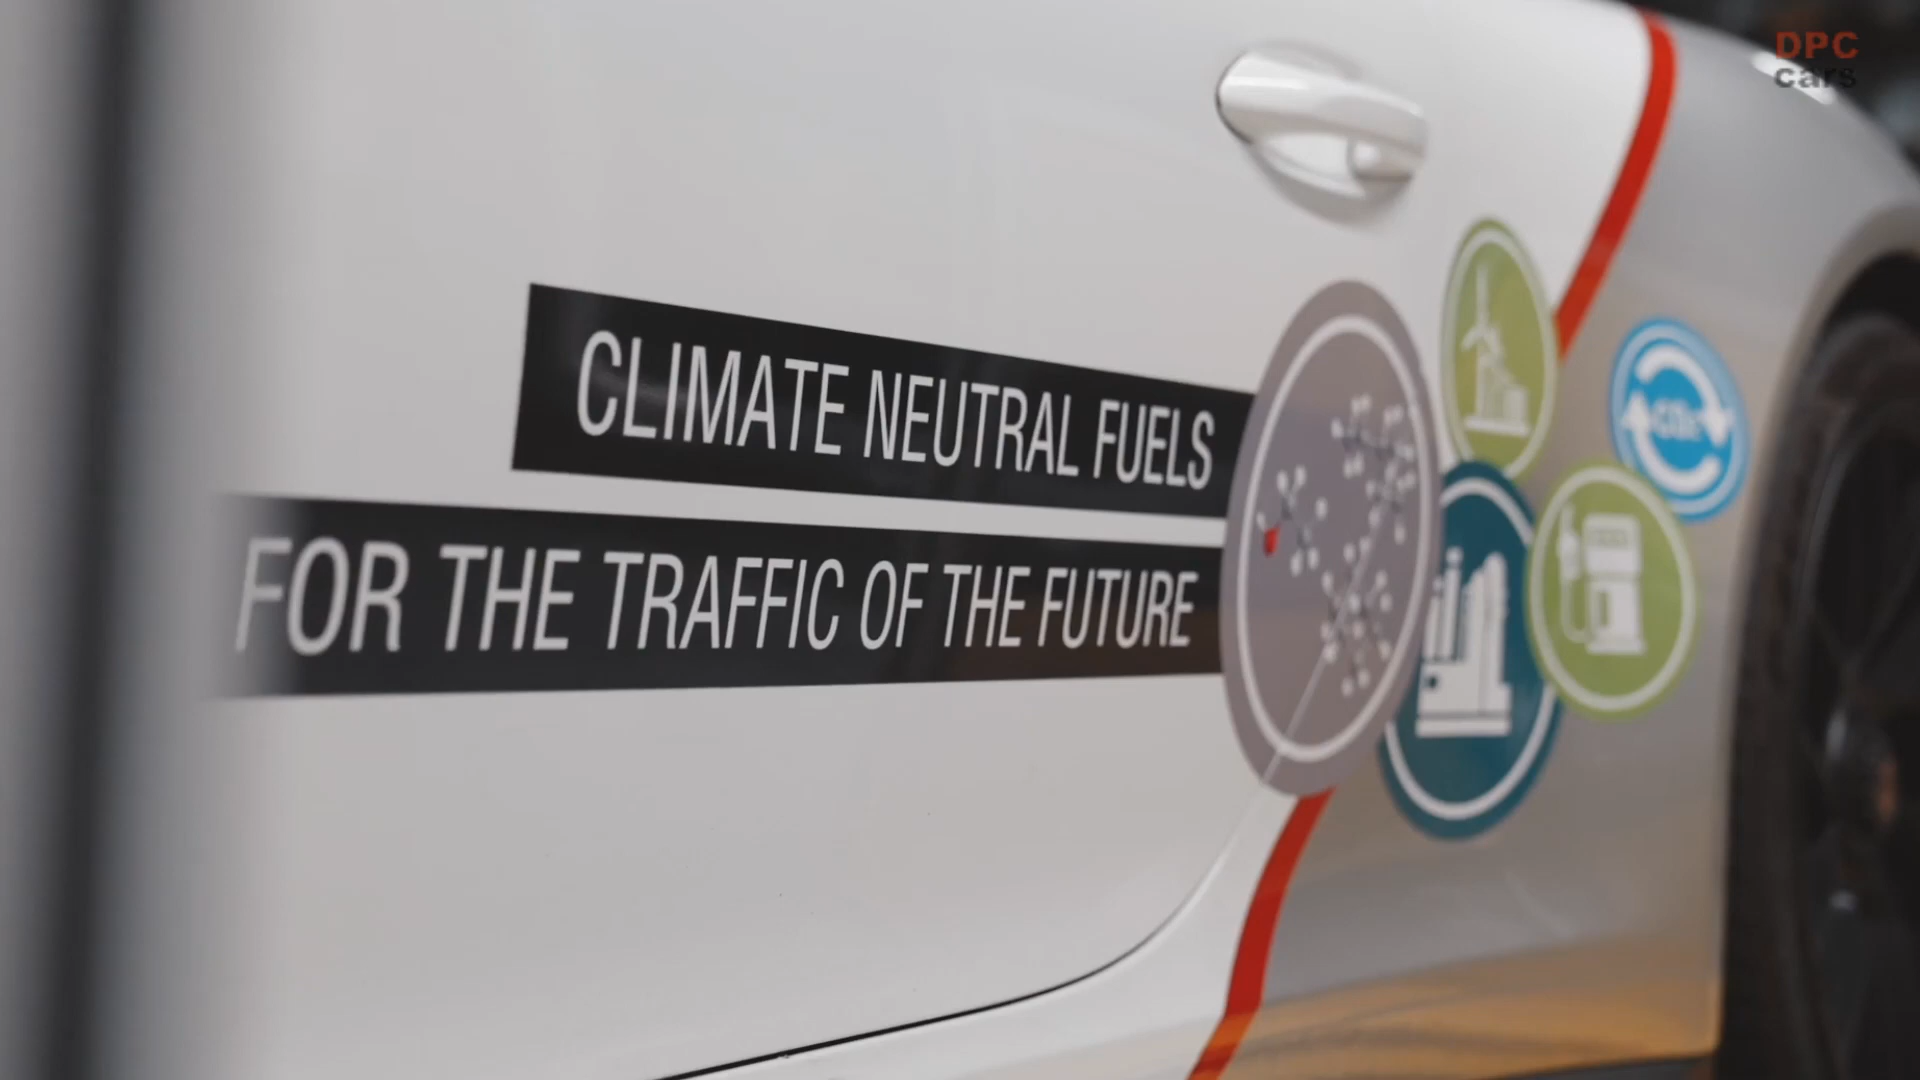 DPC
cars
CLIMATE NEUTRAL FUELS
FOR THE TRAFFIC OF THE FUTURE